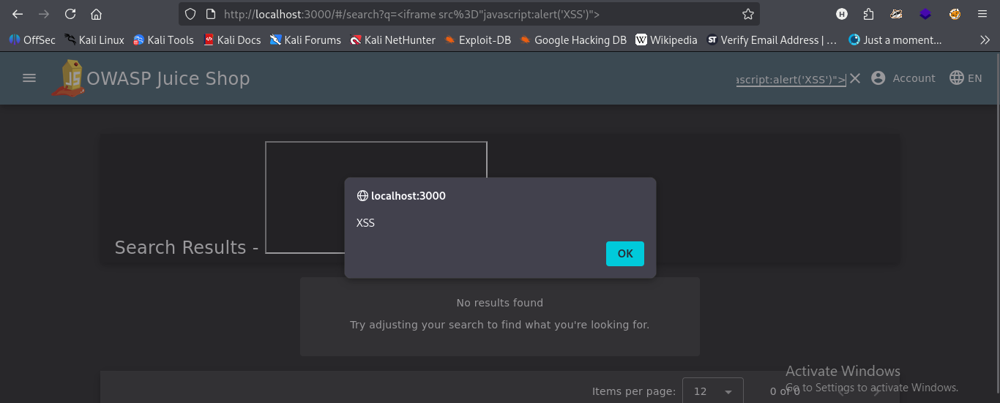 http://localhost:3000/#/search?q=<iframe src%3D"javascript:alert('XSS')">
H
OffSec Kali Linux Kali Tools Kali Docs Kali Forums Kali NetHunter Exploit-DB Google Hacking DB W Wikipedia ST Verify Email Address | ... Just a moment...
JS OWASP Juice Shop ascript:alert('XSS')"> Account EN
localhost:3000
XSS
Search Results -
OK
No results found
Try adjusting your search to find what you're looking for.
Activate Windows
Go to Settings to activate Windows.
Items per page: 12 0 of 0